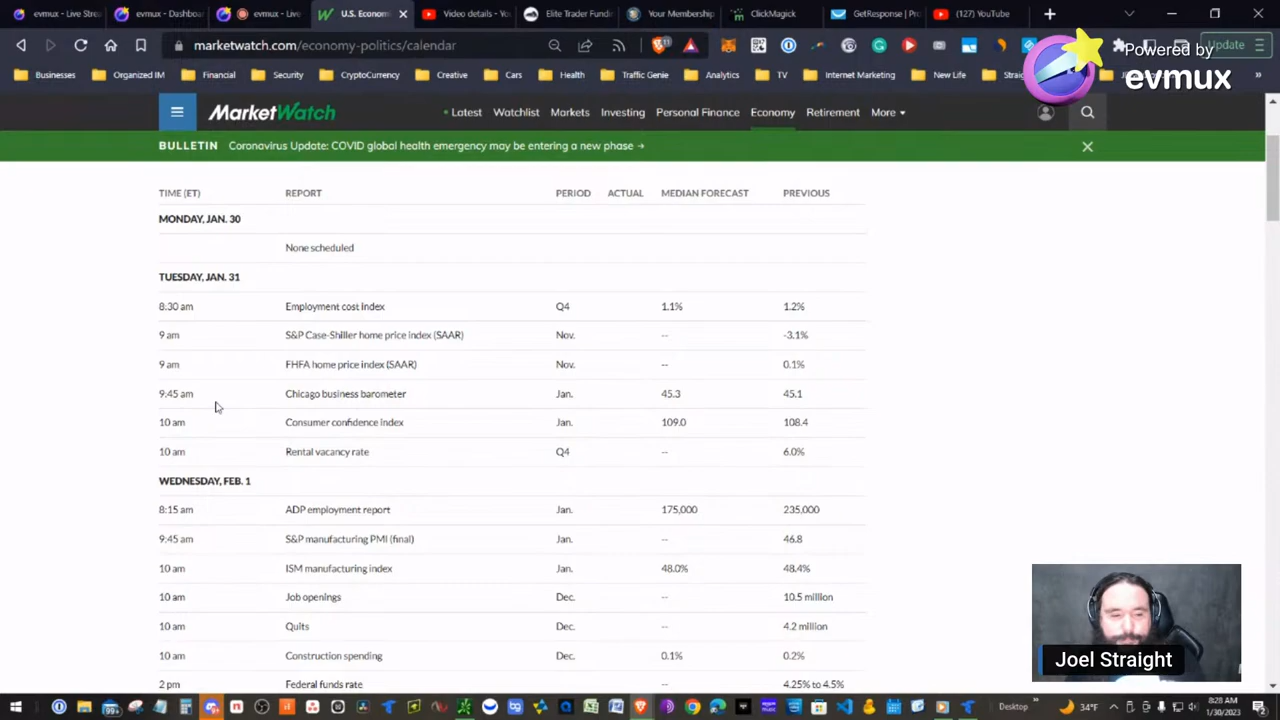 evmux - Live Strea
evmux - Dashboa
evmux - Live
U.S. Econom
Video details - Yo
Elite Trader Fundi
Your Membership
ClickMagick
GetResponse | Pro
(127) YouTube
marketwatch.com/economy-politics/calendar
Update
Powered by
evmux
Businesses
Organized IM
Financial
Security
CryptoCurrency
Creative
Cars
Health
Traffic Genie
Analytics
TV
Internet Marketing
New Life
MarketWatch
Latest
Watchlist
Markets
Investing
Personal Finance
Economy
Retirement
More
BULLETIN Coronavirus Update: COVID global health emergency may be entering a new phase →
TIME (ET) REPORT PERIOD ACTUAL MEDIAN FORECAST PREVIOUS
MONDAY, JAN. 30
None scheduled
TUESDAY, JAN. 31
8:30 am Employment cost index Q4 1.1% 1.2%
9 am S&P Case-Shiller home price index (SAAR) Nov. -- -3.1%
9 am FHFA home price index (SAAR) Nov. -- 0.1%
9:45 am Chicago business barometer Jan. 45.3 45.1
10 am Consumer confidence index Jan. 109.0 108.4
10 am Rental vacancy rate Q4 -- 6.0%
WEDNESDAY, FEB. 1
8:15 am ADP employment report Jan. 175,000 235,000
9:45 am S&P manufacturing PMI (final) Jan. -- 46.8
10 am ISM manufacturing index Jan. 48.0% 48.4%
10 am Job openings Dec. -- 10.5 million
10 am Quits Dec. -- 4.2 million
10 am Construction spending Dec. 0.1% 0.2%
2 pm Federal funds rate 4.25% to 4.5%
Joel Straight
99+
Desktop
34°F
8:28 AM
1/30/2023